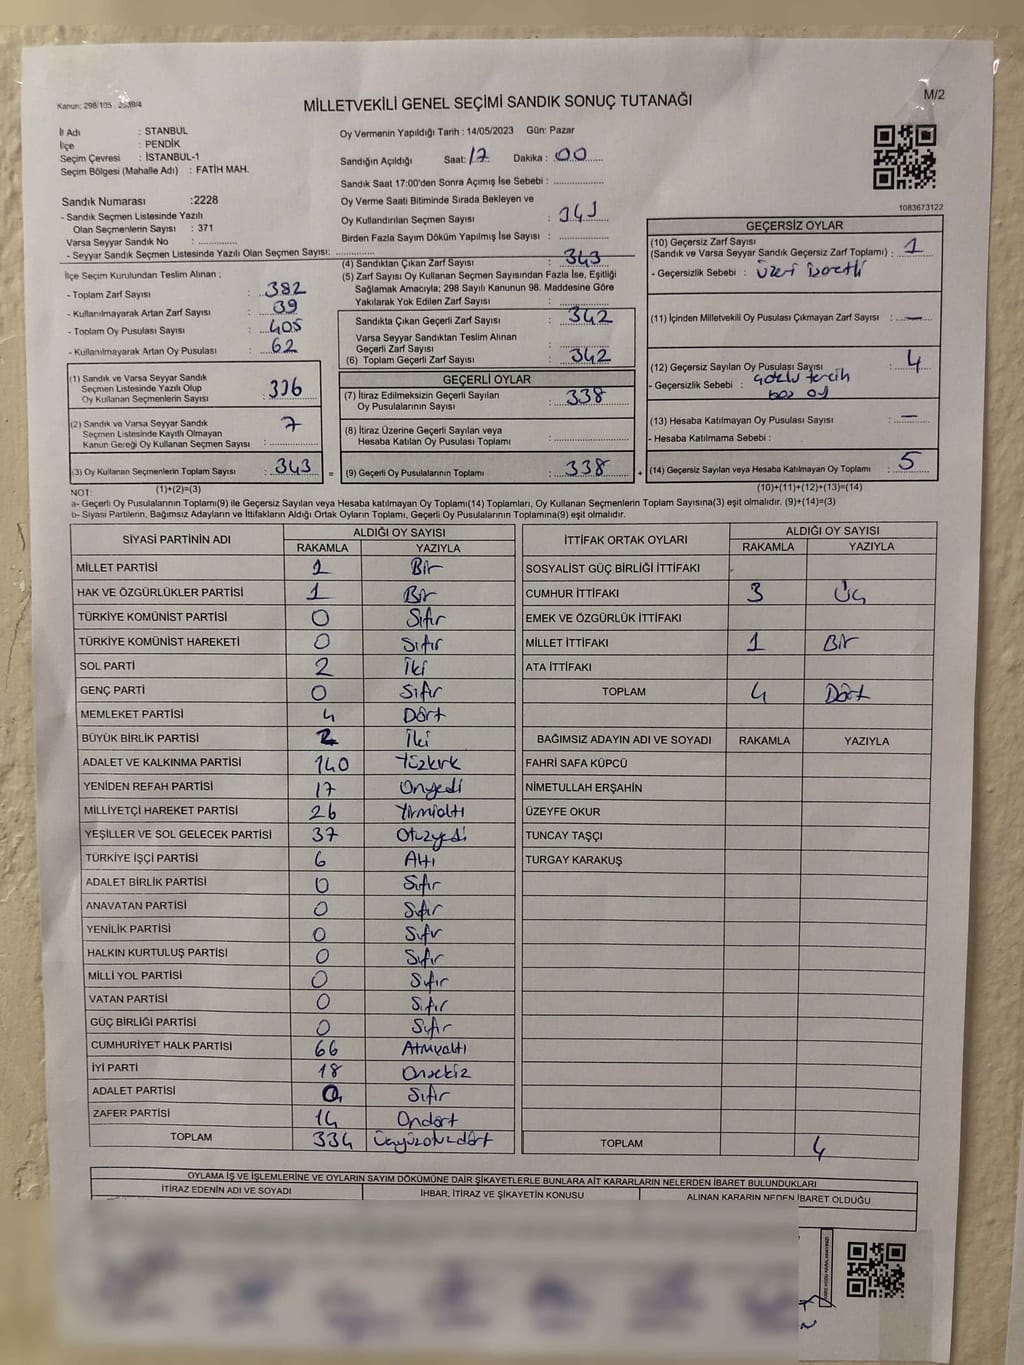 Kanun: 298/105 - 2839/4
MİLLETVEKİLİ GENEL SEÇİMİ SANDIK SONUÇ TUTANAĞI
M/2
İl Adı : STANBUL
İlçe : PENDİK
Seçim Çevresi : İSTANBUL-1
Seçim Bölgesi (Mahalle Adı) : FATİH MAH.
Sandık Numarası :2228
- Sandık Seçmen Listesinde Yazılı
Olan Seçmenlerin Sayısı : 371
Varsa Seyyar Sandık No : ............
- Seyyar Sandık Seçmen Listesinde Yazılı Olan Seçmen Sayısı: ............
İlçe Seçim Kurulundan Teslim Alınan ;
- Toplam Zarf Sayısı : 382
- Kullanılmayarak Artan Zarf Sayısı : 39
- Toplam Oy Pusulası Sayısı : 405
- Kullanılmayarak Artan Oy Pusulası : 62
(1) Sandık ve Varsa Seyyar Sandık
Seçmen Listesinde Yazılı Olup
Oy Kullanan Seçmenlerin Sayısı : 336
(2) Sandık ve Varsa Seyyar Sandık
Seçmen Listesinde Kayıtlı Olmayan
Kanun Gereği Oy Kullanan Seçmen Sayısı : 7
(3) Oy Kullanan Seçmenlerin Toplam Sayısı : 343 =
(1)+(2)=(3)
Oy Vermenin Yapıldığı Tarih : 14/05/2023 Gün: Pazar
Sandığın Açıldığı Saat: 17 Dakika : 00
Sandık Saat 17:00'den Sonra Açımış İse Sebebi : ............
Oy Verme Saati Bitiminde Sırada Bekleyen ve
Oy Kullandırılan Seçmen Sayısı : 343
Birden Fazla Sayım Döküm Yapılmış İse Sayısı : ............
(4) Sandıktan Çıkan Zarf Sayısı : 343
(5) Zarf Sayısı Oy Kullanan Seçmen Sayısından Fazla İse, Eşitliği
Sağlamak Amacıyla; 298 Sayılı Kanunun 98. Maddesine Göre
Yakılarak Yok Edilen Zarf Sayısı : ............
Sandıkta Çıkan Geçerli Zarf Sayısı : 342
Varsa Seyyar Sandıktan Teslim Alınan
Geçerli Zarf Sayısı : ............
(6) Toplam Geçerli Zarf Sayısı : 342
GEÇERLİ OYLAR
(7) İtiraz Edilmeksizin Geçerli Sayılan
Oy Pusulalarının Sayısı : 338
(8) İtiraz Üzerine Geçerli Sayılan veya
Hesaba Katılan Oy Pusulası Toplamı : ............
(9) Geçerli Oy Pusulalarının Toplamı : 338 +
1083673122
GEÇERSİZ OYLAR
(10) Geçersiz Zarf Sayısı
(Sandık ve Varsa Seyyar Sandık Geçersiz Zarf Toplamı) : 1
- Geçersizlik Sebebi : Üzeri işaretli
(11) İçinden Milletvekili Oy Pusulası Çıkmayan Zarf Sayısı : —
(12) Geçersiz Sayılan Oy Pusulası Sayısı : 4
- Geçersizlik Sebebi : çoklu tercih
boş oy
(13) Hesaba Katılmayan Oy Pusulası Sayısı : —
- Hesaba Katılmama Sebebi :
(14) Geçersiz Sayılan veya Hesaba Katılmayan Oy Toplamı : 5
(10)+(11)+(12)+(13)=(14)
NOT:
a- Geçerli Oy Pusulalarının Toplamı(9) ile Geçersiz Sayılan veya Hesaba katılmayan Oy Toplamı(14) Toplamları, Oy Kullanan Seçmenlerin Toplam Sayısına(3) eşit olmalıdır. (9)+(14)=(3)
b- Siyasi Partilerin, Bağımsız Adayların ve İttifakların Aldığı Ortak Oyların Toplamı, Geçerli Oy Pusulalarının Toplamına(9) eşit olmalıdır.
SİYASİ PARTİNİN ADI ALDIĞI OY SAYISI
RAKAMLA YAZIYLA
MİLLET PARTİSİ 1 Bir
HAK VE ÖZGÜRLÜKLER PARTİSİ 1 Bir
TÜRKİYE KOMÜNİST PARTİSİ 0 Sıfır
TÜRKİYE KOMÜNİST HAREKETİ 0 Sıfır
SOL PARTİ 2 İki
GENÇ PARTİ 0 Sıfır
MEMLEKET PARTİSİ 4 Dört
BÜYÜK BİRLİK PARTİSİ 2 İki
ADALET VE KALKINMA PARTİSİ 140 Yüzkırk
YENİDEN REFAH PARTİSİ 17 Onyedi
MİLLİYETÇİ HAREKET PARTİSİ 26 Yirmialtı
YEŞİLLER VE SOL GELECEK PARTİSİ 37 Otuzyedi
TÜRKİYE İŞÇİ PARTİSİ 6 Altı
ADALET BİRLİK PARTİSİ 0 Sıfır
ANAVATAN PARTİSİ 0 Sıfır
YENİLİK PARTİSİ 0 Sıfır
HALKIN KURTULUŞ PARTİSİ 0 Sıfır
MİLLİ YOL PARTİSİ 0 Sıfır
VATAN PARTİSİ 0 Sıfır
GÜÇ BİRLİĞİ PARTİSİ 0 Sıfır
CUMHURİYET HALK PARTİSİ 66 Atmışaltı
İYİ PARTİ 18 Onsekiz
ADALET PARTİSİ 0 Sıfır
ZAFER PARTİSİ 14 Ondört
TOPLAM 334 Üçyüzotuzdört
İTTİFAK ORTAK OYLARI ALDIĞI OY SAYISI
RAKAMLA YAZIYLA
SOSYALİST GÜÇ BİRLİĞİ İTTİFAKI
CUMHUR İTTİFAKI 3 Üç
EMEK VE ÖZGÜRLÜK İTTİFAKI
MİLLET İTTİFAKI 1 Bir
ATA İTTİFAKI
TOPLAM 4 Dört
BAĞIMSIZ ADAYIN ADI VE SOYADI RAKAMLA YAZIYLA
FAHRİ SAFA KÜPCÜ
NİMETULLAH ERŞAHİN
ÜZEYFE OKUR
TUNCAY TAŞÇI
TURGAY KARAKUŞ
TOPLAM 4
OYLAMA İŞ VE İŞLEMLERİNE VE OYLARIN SAYIM DÖKÜMÜNE DAİR ŞİKAYETLERLE BUNLARA AİT KARARLARIN NELERDEN İBARET BULUNDUKLARI
İTİRAZ EDENİN ADI VE SOYADI İHBAR, İTİRAZ VE ŞİKAYETİN KONUSU ALINAN KARARIN NEDEN İBARET OLDUĞU